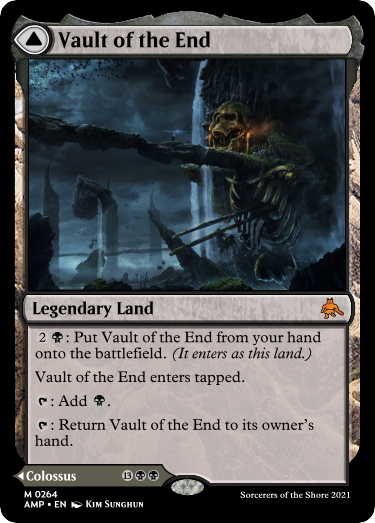 Vault of the End
Legendary Land
2 : Put Vault of the End from your hand
onto the battlefield. (It enters as this land.)
Vault of the End enters tapped.
: Add .
: Return Vault of the End to its owner's
hand.
Colossus 13
M 0264
AMP • EN Kim Sunghun
Sorcerers of the Shore 2021